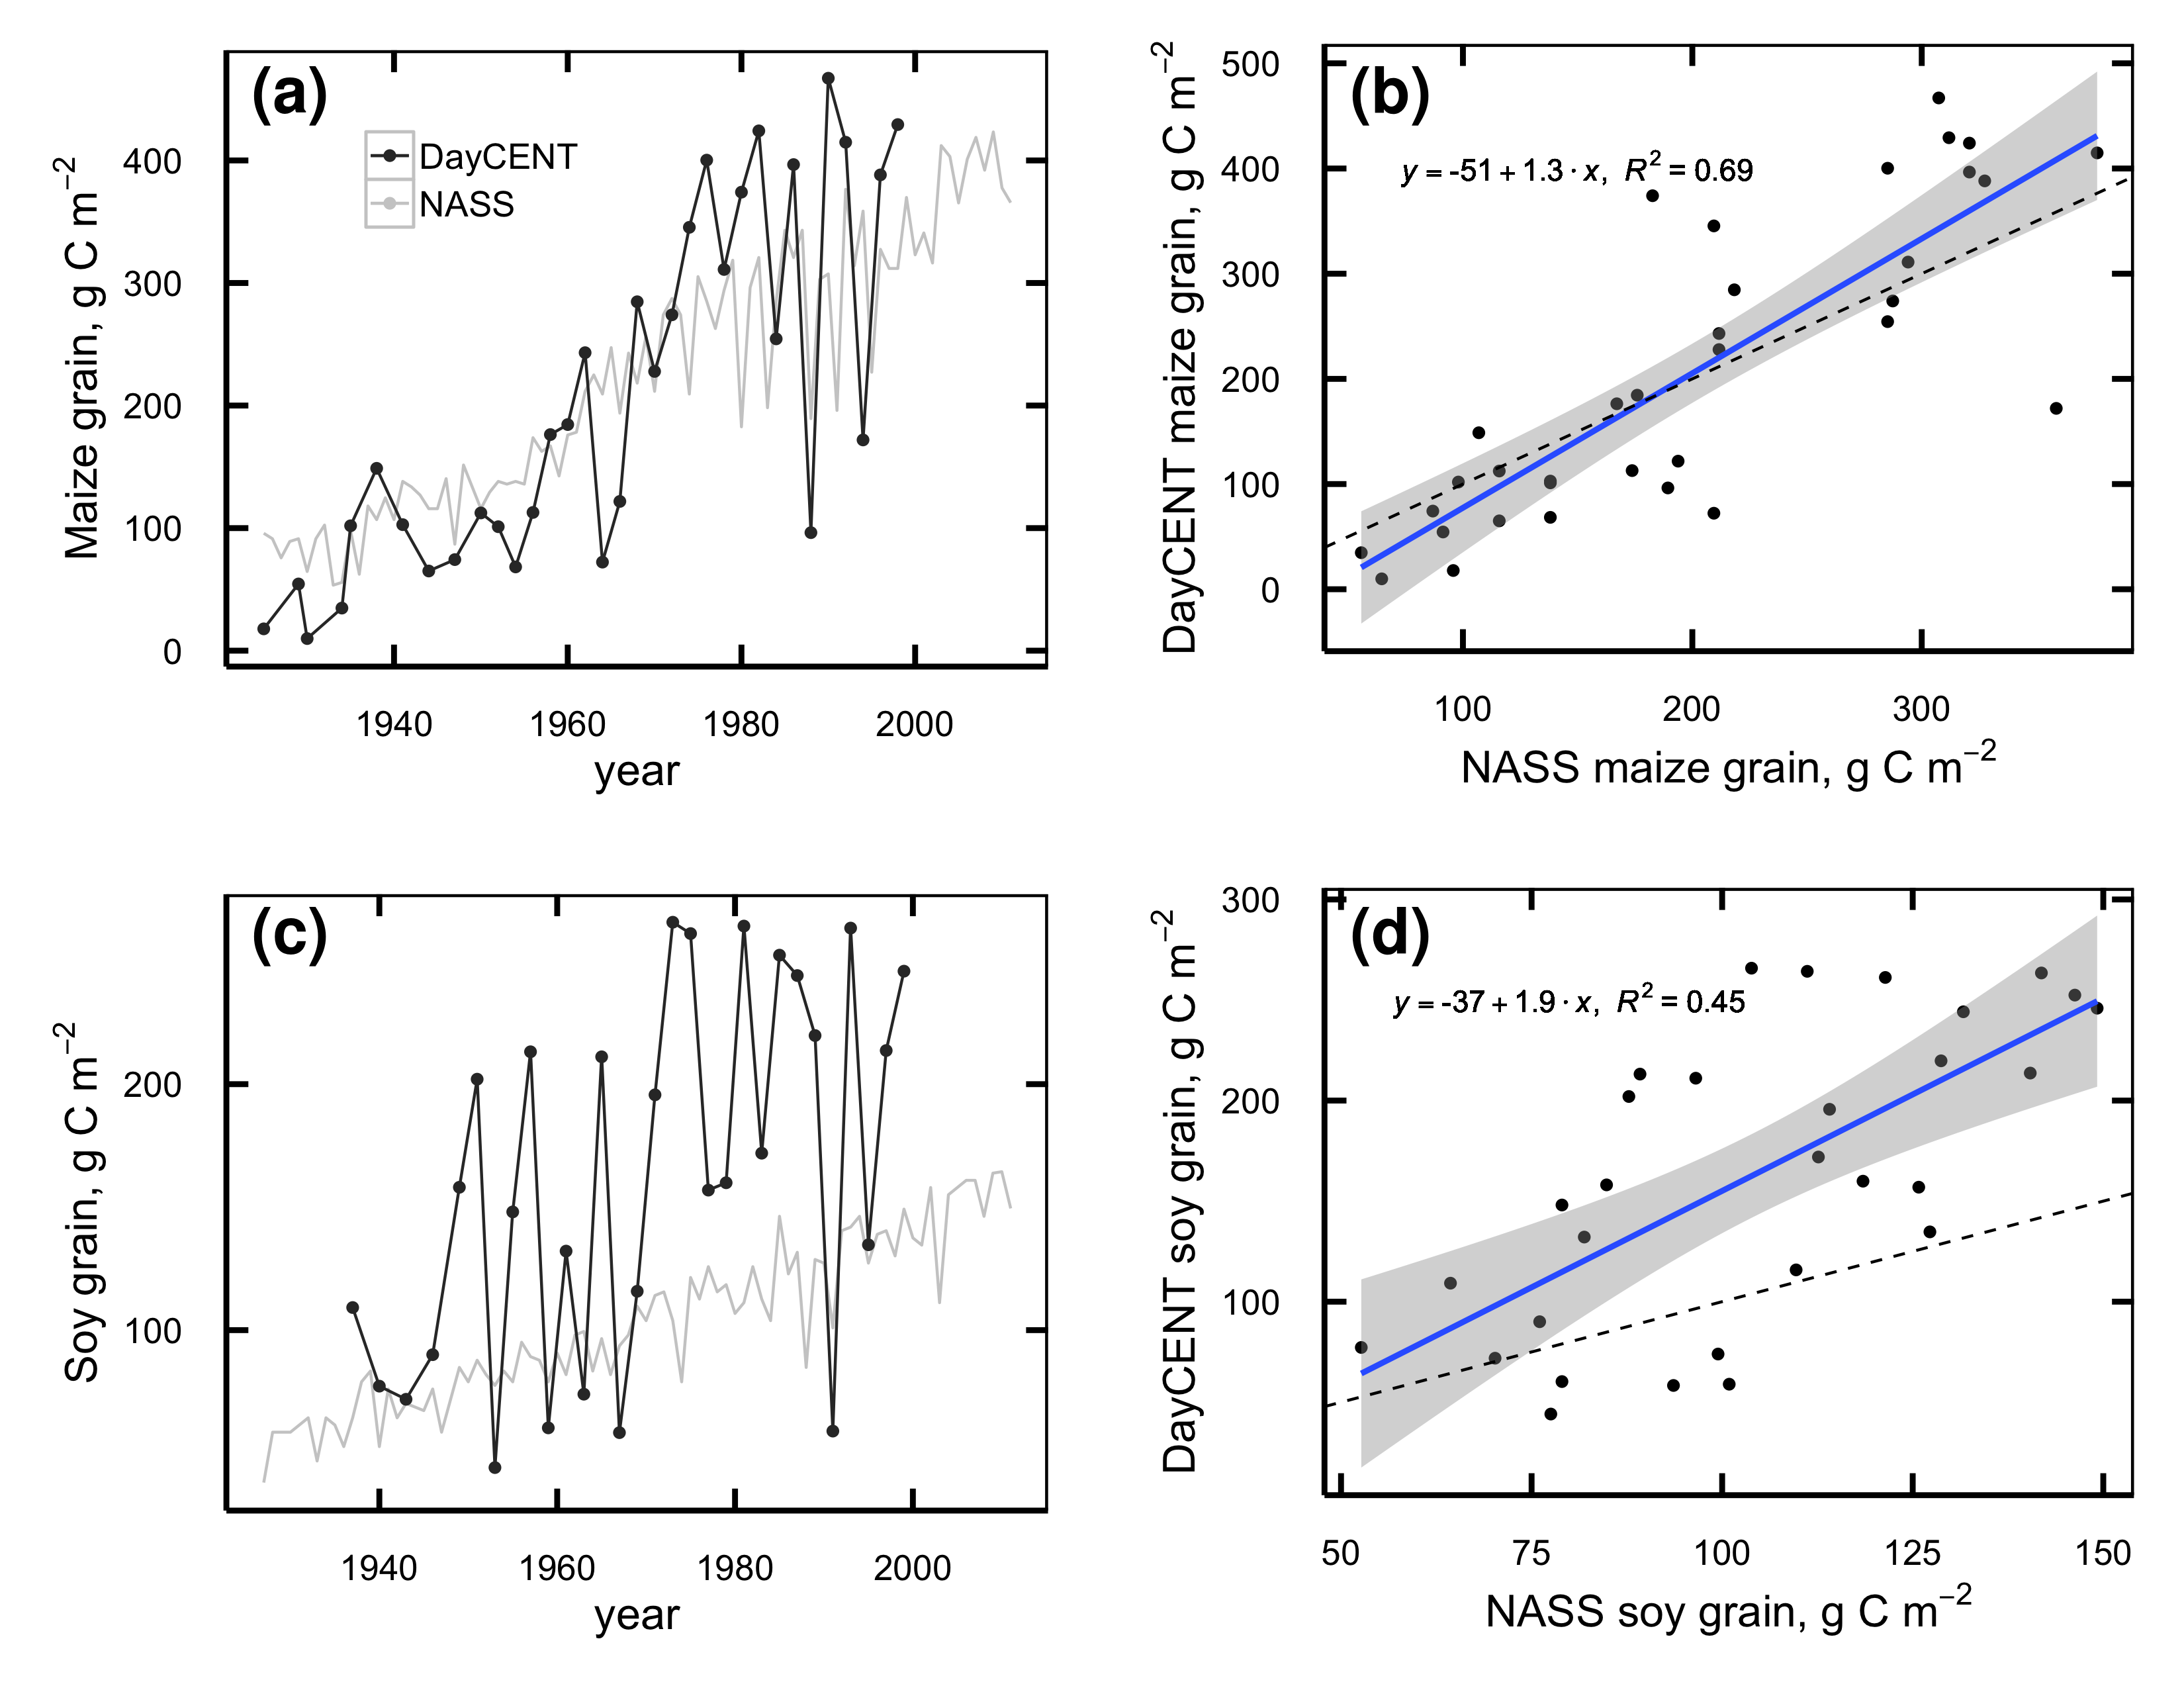 (a)
DayCENT
NASS
Maize grain, g C m−2
400
300
200
100
0
1940 1960 1980 2000
year
(b)
y = -51 + 1.3 · x, R2 = 0.69
DayCENT maize grain, g C m−2
500
400
300
200
100
0
100 200 300
NASS maize grain, g C m−2
(c)
Soy grain, g C m−2
200
100
1940 1960 1980 2000
year
(d)
y = -37 + 1.9 · x, R2 = 0.45
DayCENT soy grain, g C m−2
300
200
100
50 75 100 125 150
NASS soy grain, g C m−2